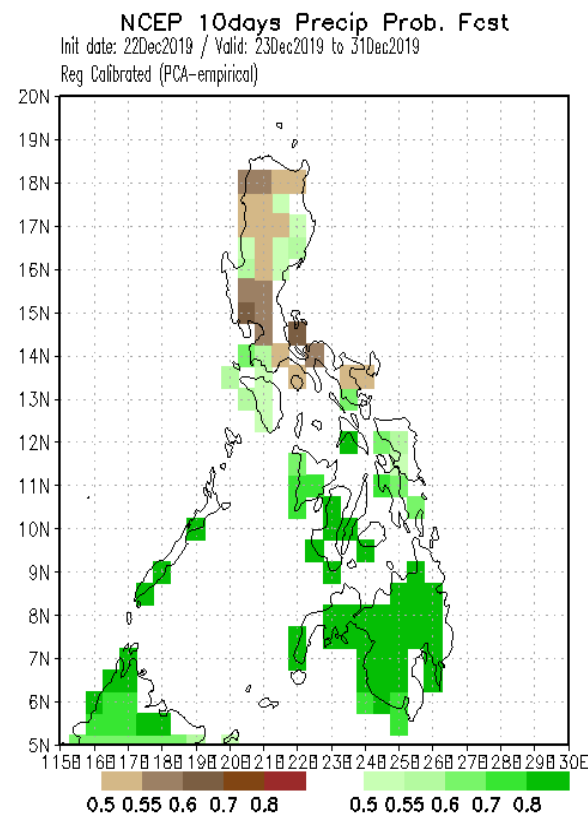 NCEP 10days Precip Prob. Fcst
Init date: 22Dec2019 / Valid: 23Dec2019 to 31Dec2019
Reg Calibrated (PCA-empirical)
20N
19N
18N
17N
16N
15N
14N
13N
12N
11N
10N
9N
8N
7N
6N
5N
115E 116E 117E 118E 119E 120E 121E 122E 123E 124E 125E 126E 127E 128E 129E 130E
0.5 0.55 0.6 0.7 0.8 0.5 0.55 0.6 0.7 0.8